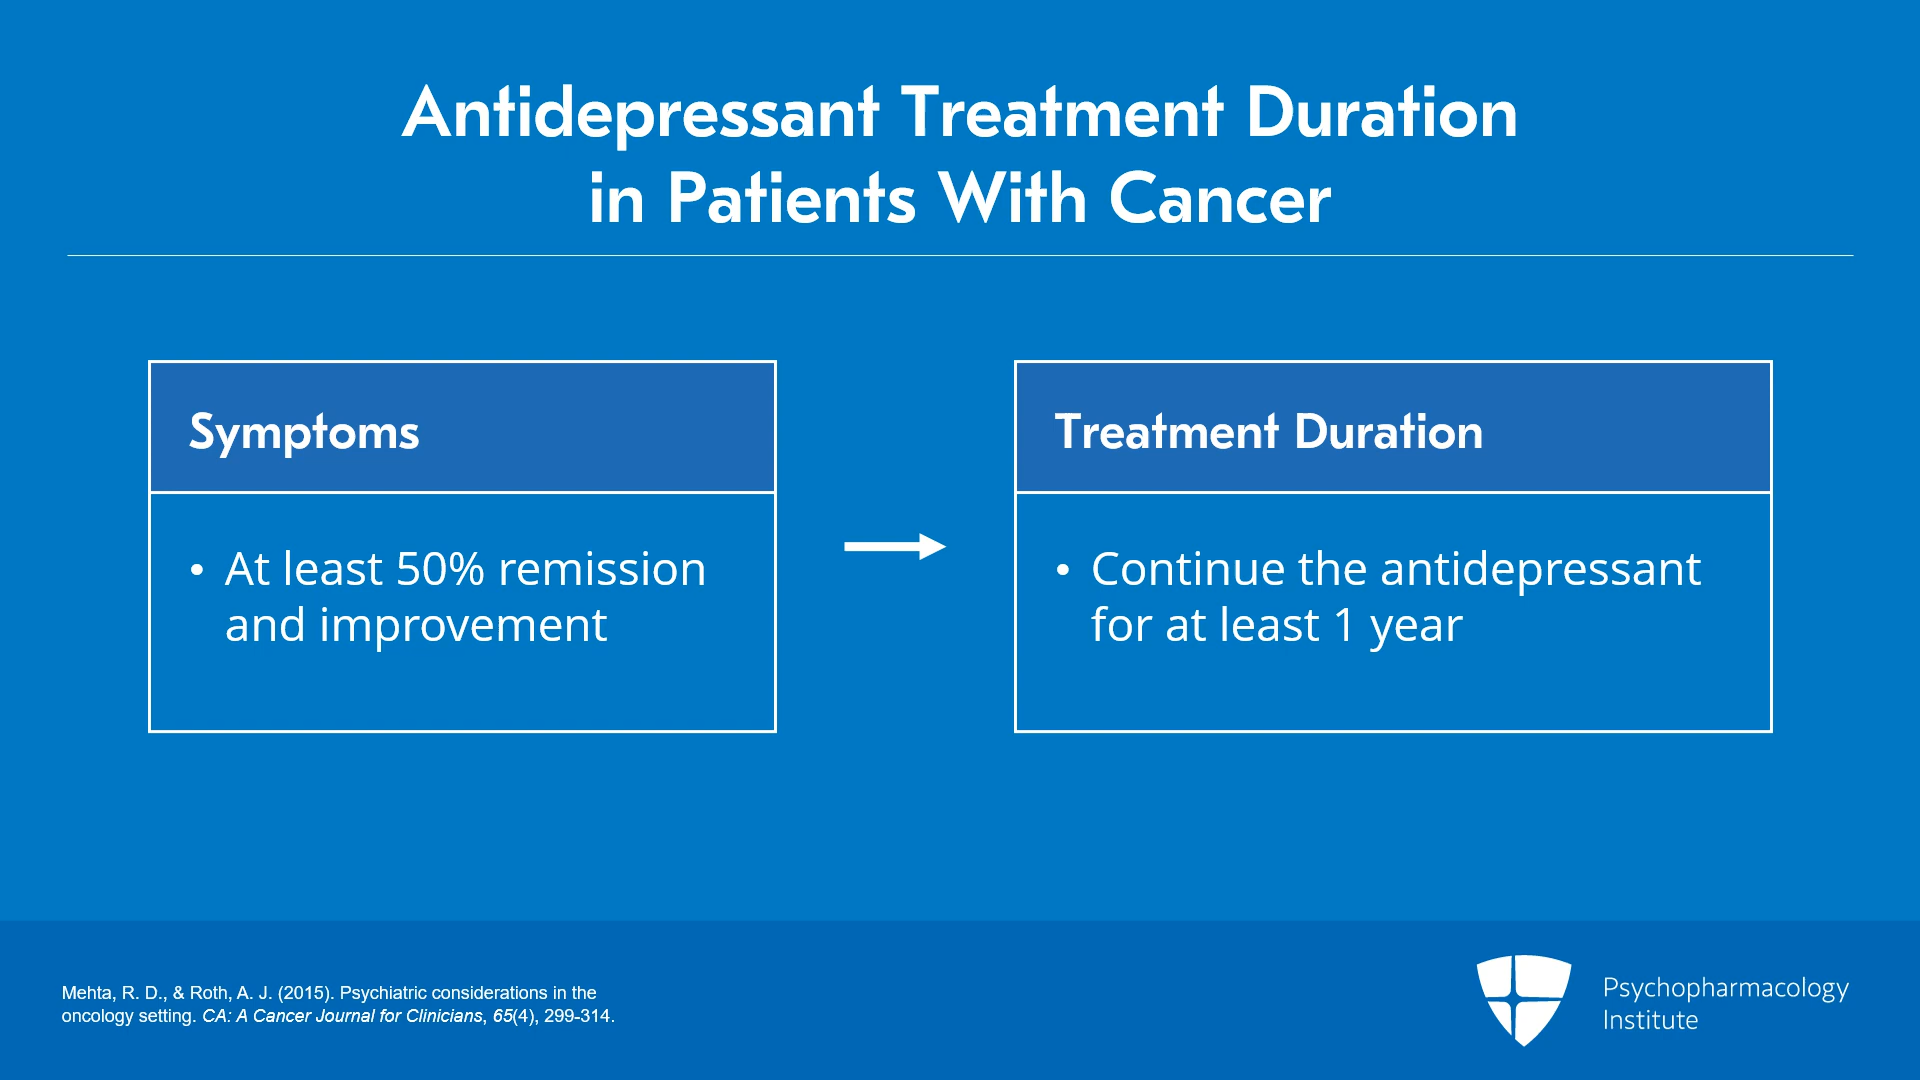 Antidepressant Treatment Duration
in Patients With Cancer
Symptoms
• At least 50% remission
and improvement
Treatment Duration
• Continue the antidepressant
for at least 1 year
Mehta, R. D., & Roth, A. J. (2015). Psychiatric considerations in the
oncology setting. CA: A Cancer Journal for Clinicians, 65(4), 299-314.
Psychopharmacology
Institute